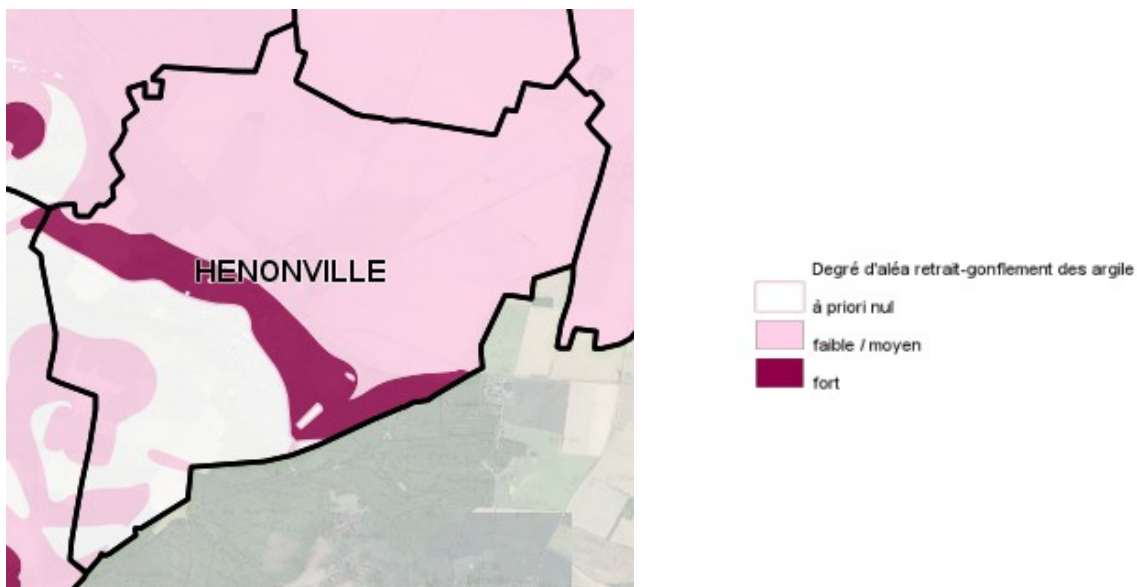 HENONVILLE
Degré d'aléa retrait-gonflement des argile
à priori nul
faible / moyen
fort